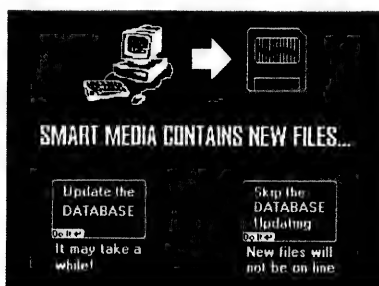 SMART MEDIA CONTAINS NEW FILES...
Update the
DATABASE
Do It ↵
It may take a
while!
Skip the
DATABASE
Updating
Do It ↵
New files will
not be on line